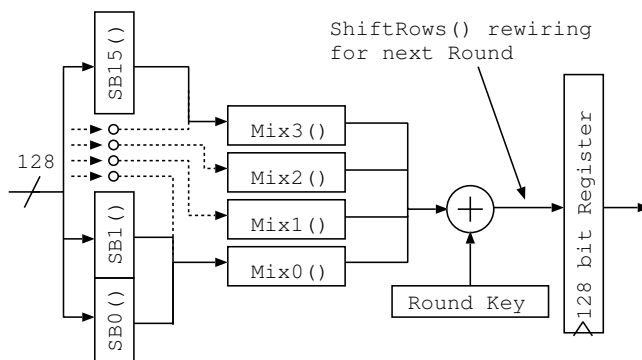 ShiftRows() rewiring
for next Round
SB15()
128
Mix3()
Mix2()
Mix1()
Mix0()
SB1()
SB0()
Round Key
128 bit Register